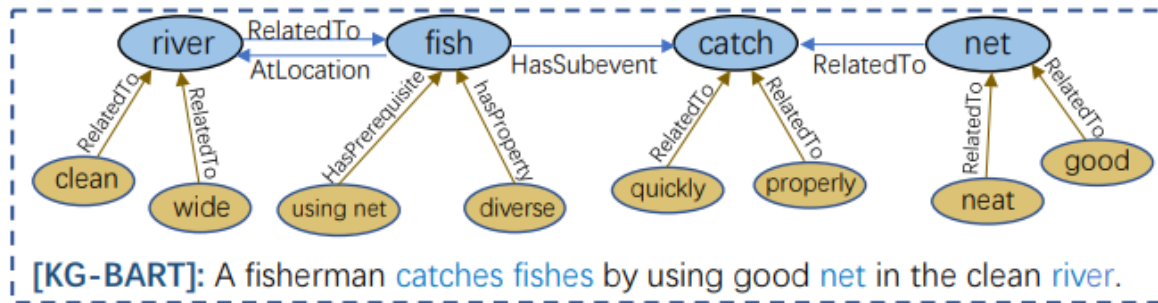 river RelatedTo fish catch net
AtLocation HasSubevent RelatedTo
RelatedTo RelatedTo HasPrerequisite hasProperty RelatedTo RelatedTo RelatedTo RelatedTo
clean wide using net diverse quickly properly neat good
[KG-BART]: A fisherman catches fishes by using good net in the clean river.